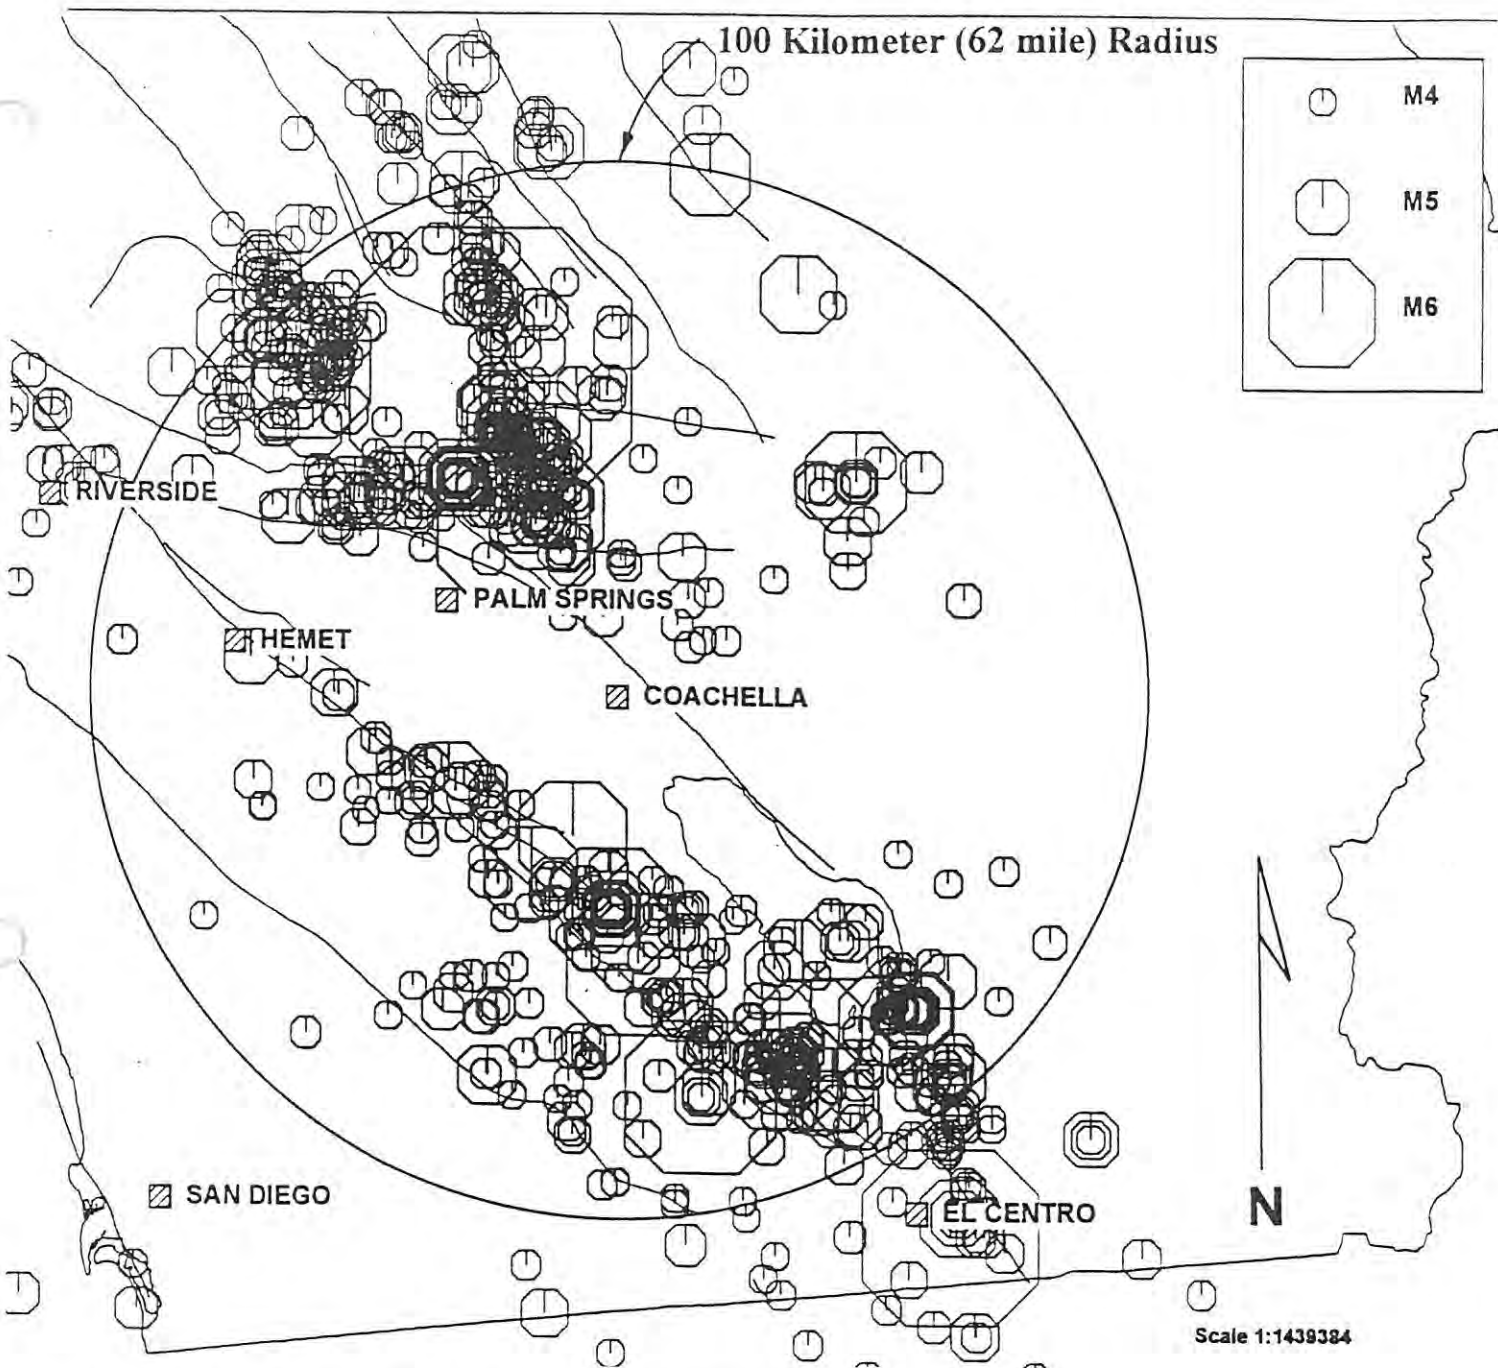 100 Kilometer (62 mile) Radius
M4
M5
M6
RIVERSIDE
PALM SPRINGS
HEMET
COACHELLA
SAN DIEGO
EL CENTRO
N
Scale 1:1439384